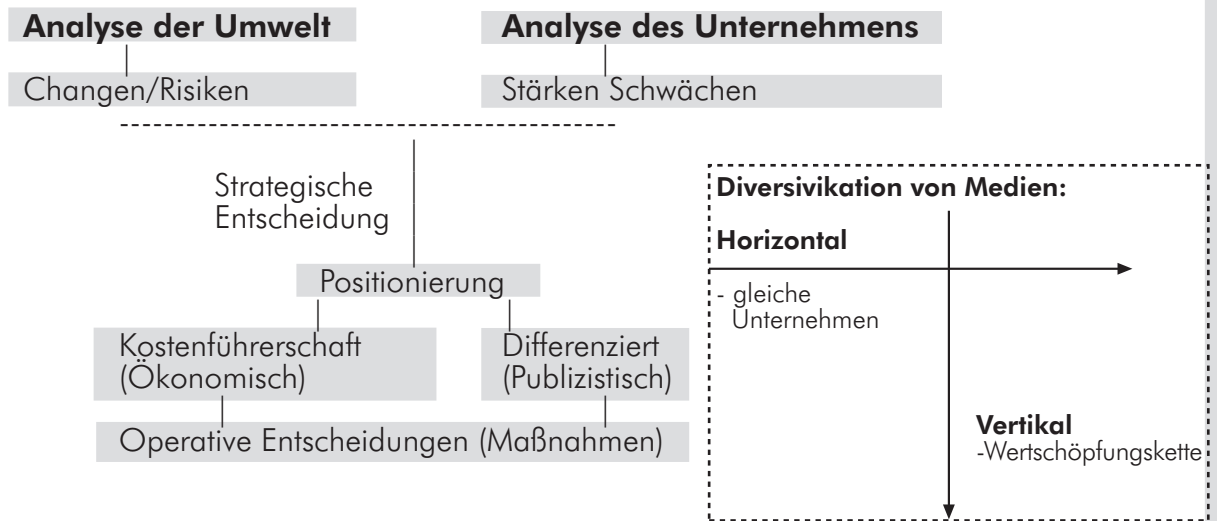 Analyse der Umwelt
Analyse des Unternehmens
Changen/Risiken
Stärken Schwächen
Strategische
Entscheidung
Positionierung
Kostenführerschaft
(Ökonomisch)
Differenziert
(Publizistisch)
Operative Entscheidungen (Maßnahmen)
Diversivikation von Medien:
Horizontal
- gleiche
Unternehmen
Vertikal
-Wertschöpfungskette